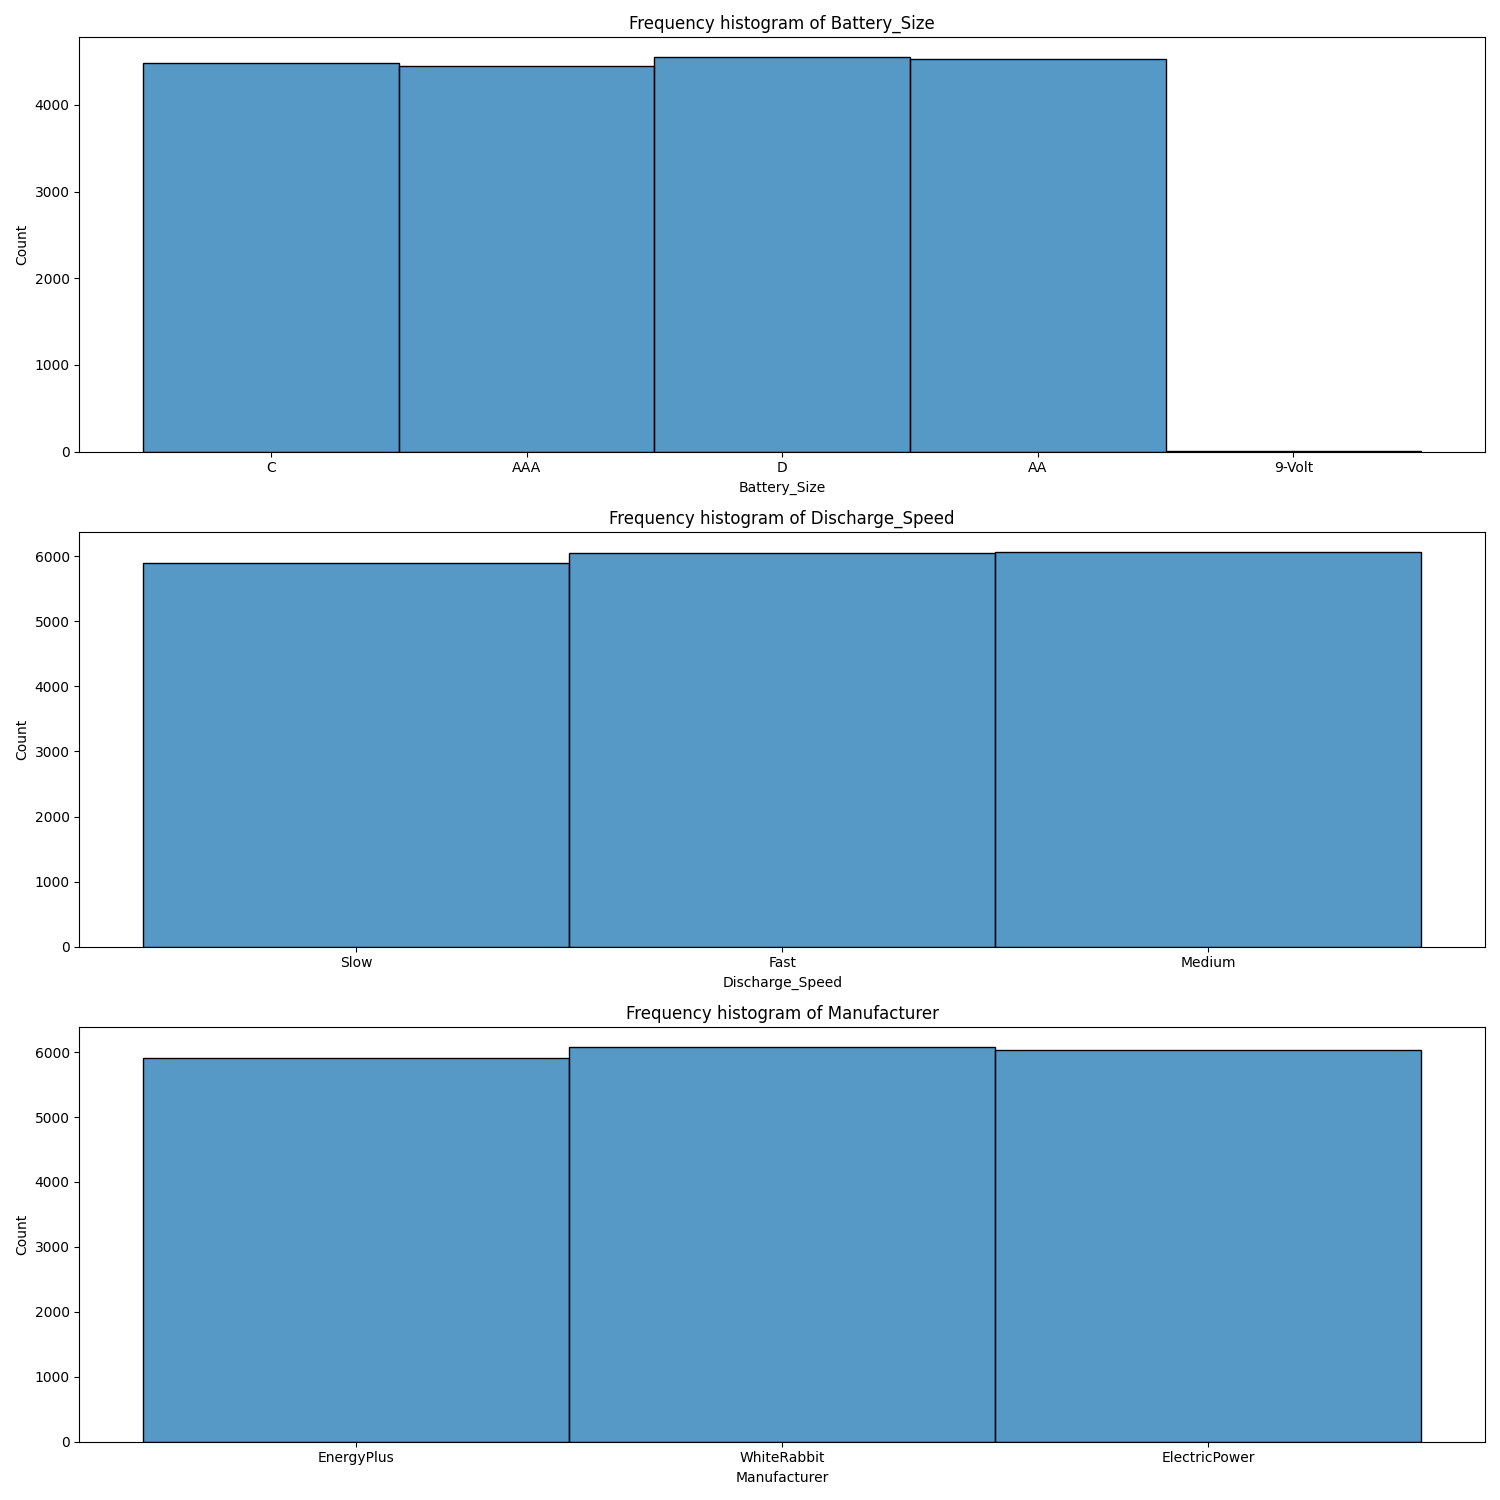 Frequency histogram of Battery_Size
4000
3000
2000
1000
0
Count
C AAA D AA 9-Volt
Battery_Size
Frequency histogram of Discharge_Speed
6000
5000
4000
3000
2000
1000
0
Count
Slow Fast Medium
Discharge_Speed
Frequency histogram of Manufacturer
6000
5000
4000
3000
2000
1000
0
Count
EnergyPlus WhiteRabbit ElectricPower
Manufacturer